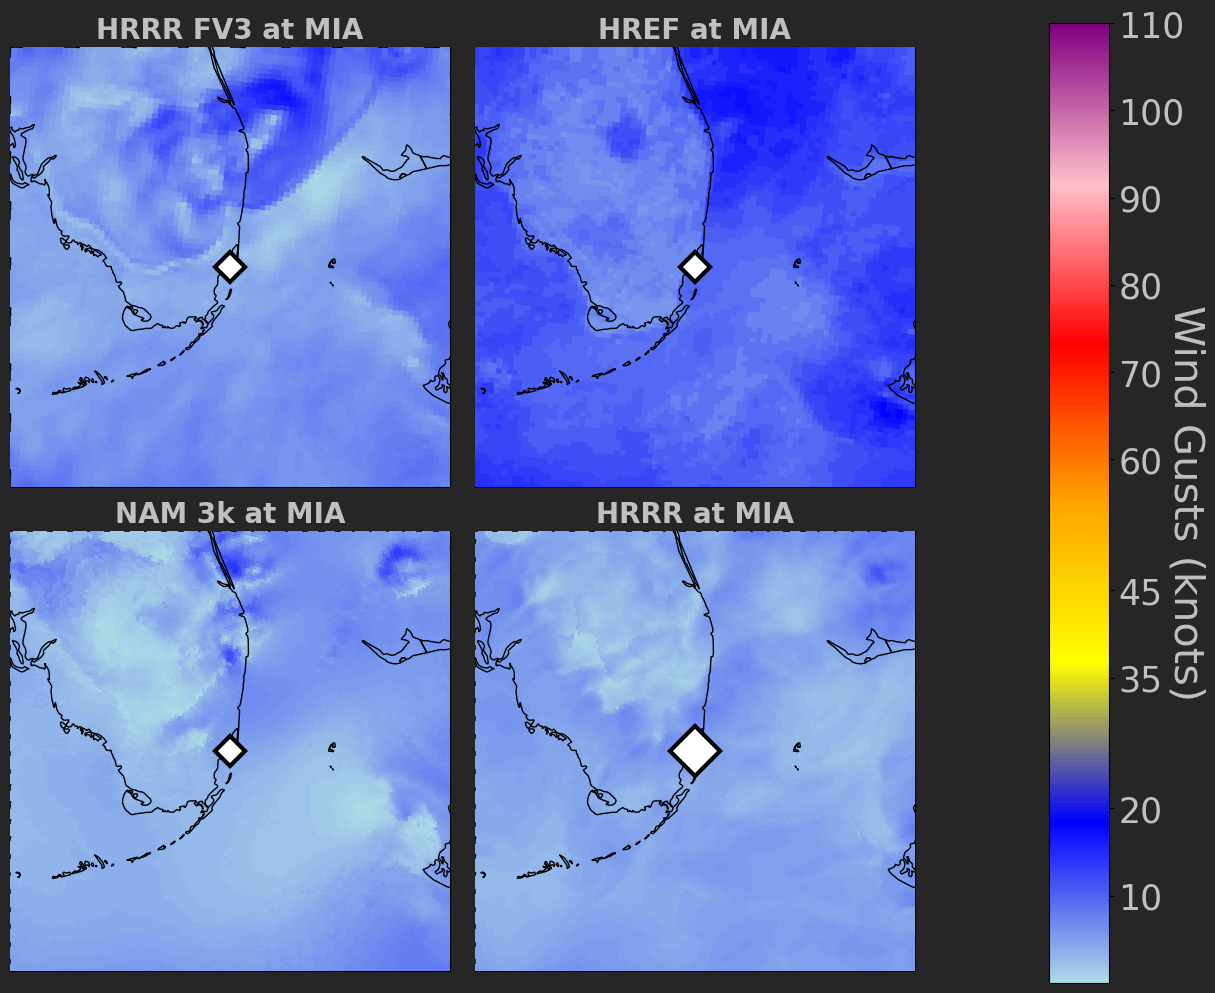 HRRR FV3 at MIA
HREF at MIA
NAM 3k at MIA
HRRR at MIA
110
100
90
80
70
60
45
35
20
10
Wind Gusts (knots)